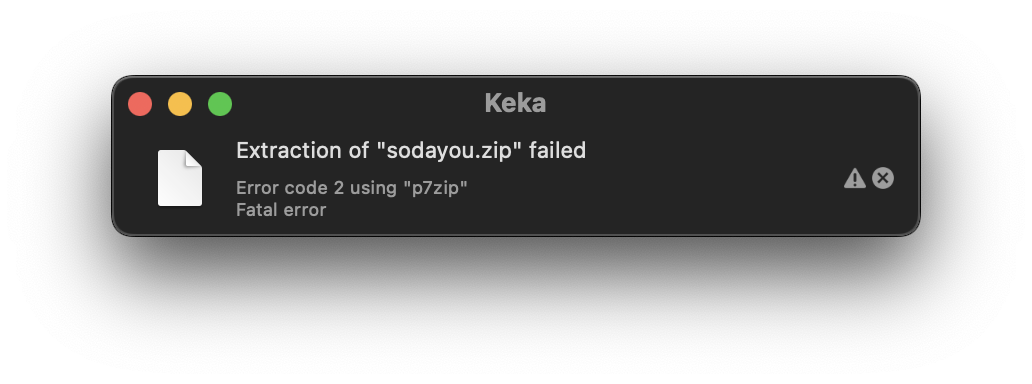 Keka
Extraction of "sodayou.zip" failed
Error code 2 using "p7zip"
Fatal error